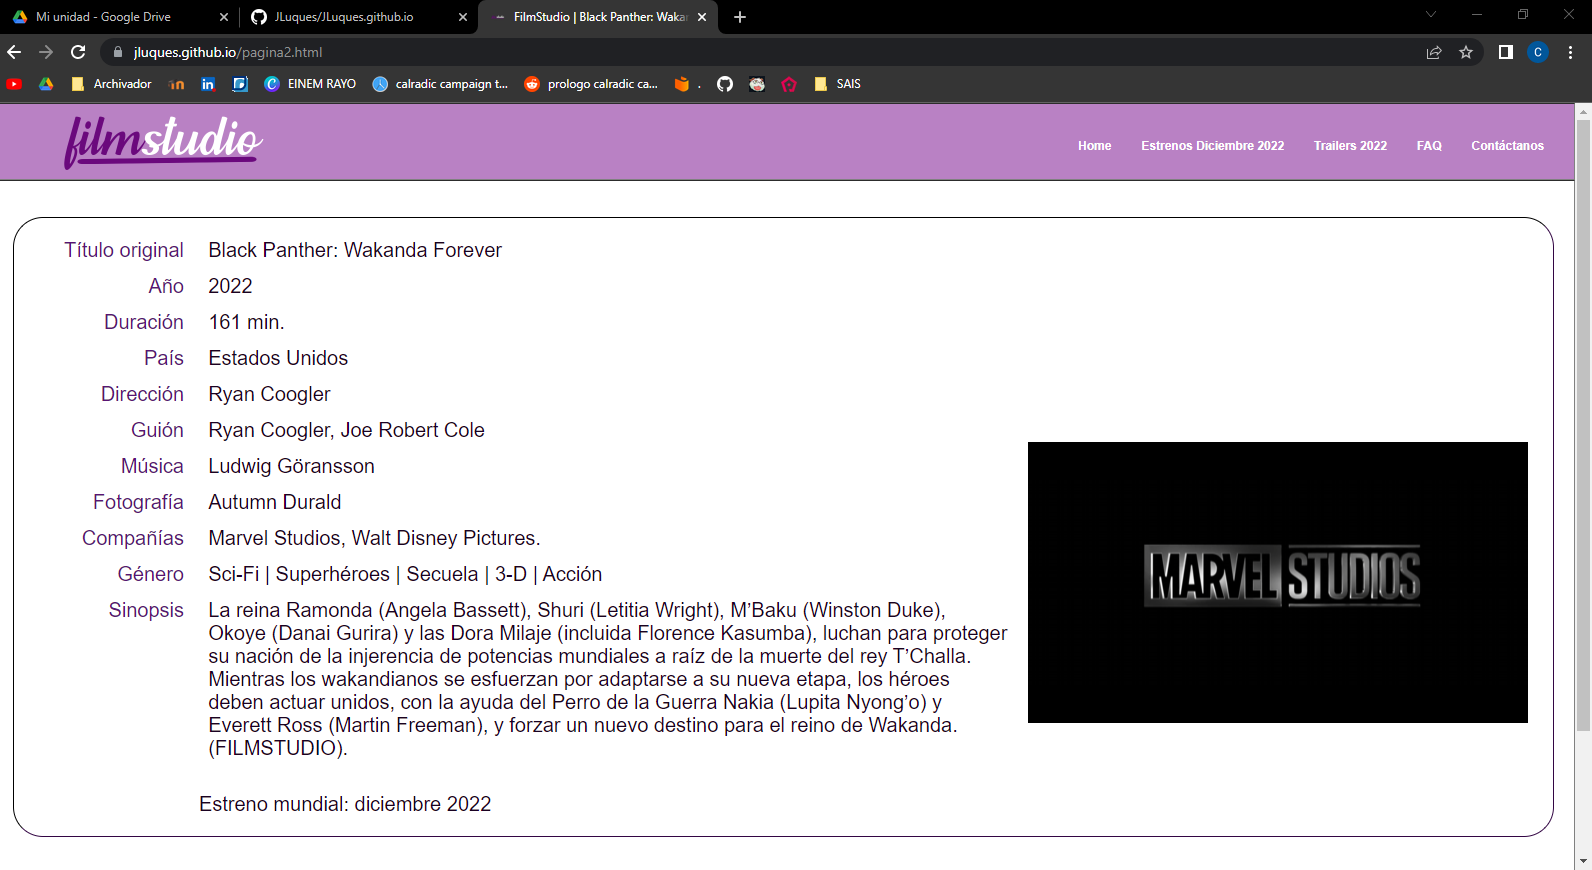 Mi unidad - Google Drive
JLuques/JLuques.github.io
FilmStudio | Black Panther: Waka
jluques.github.io/pagina2.html
C
Archivador
in
EINEM RAYO
calradic campaign t...
prologo calradic ca...
.
SAIS
filmstudio
Home
Estrenos Diciembre 2022
Trailers 2022
FAQ
Contáctanos
Título original
Black Panther: Wakanda Forever
Año
2022
Duración
161 min.
País
Estados Unidos
Dirección
Ryan Coogler
Guión
Ryan Coogler, Joe Robert Cole
Música
Ludwig Göransson
Fotografía
Autumn Durald
Compañías
Marvel Studios, Walt Disney Pictures.
Género
Sci-Fi | Superhéroes | Secuela | 3-D | Acción
Sinopsis
La reina Ramonda (Angela Bassett), Shuri (Letitia Wright), M’Baku (Winston Duke),
Okoye (Danai Gurira) y las Dora Milaje (incluida Florence Kasumba), luchan para proteger
su nación de la injerencia de potencias mundiales a raíz de la muerte del rey T’Challa.
Mientras los wakandianos se esfuerzan por adaptarse a su nueva etapa, los héroes
deben actuar unidos, con la ayuda del Perro de la Guerra Nakia (Lupita Nyong’o) y
Everett Ross (Martin Freeman), y forzar un nuevo destino para el reino de Wakanda.
(FILMSTUDIO).
MARVEL STUDIOS
Estreno mundial: diciembre 2022